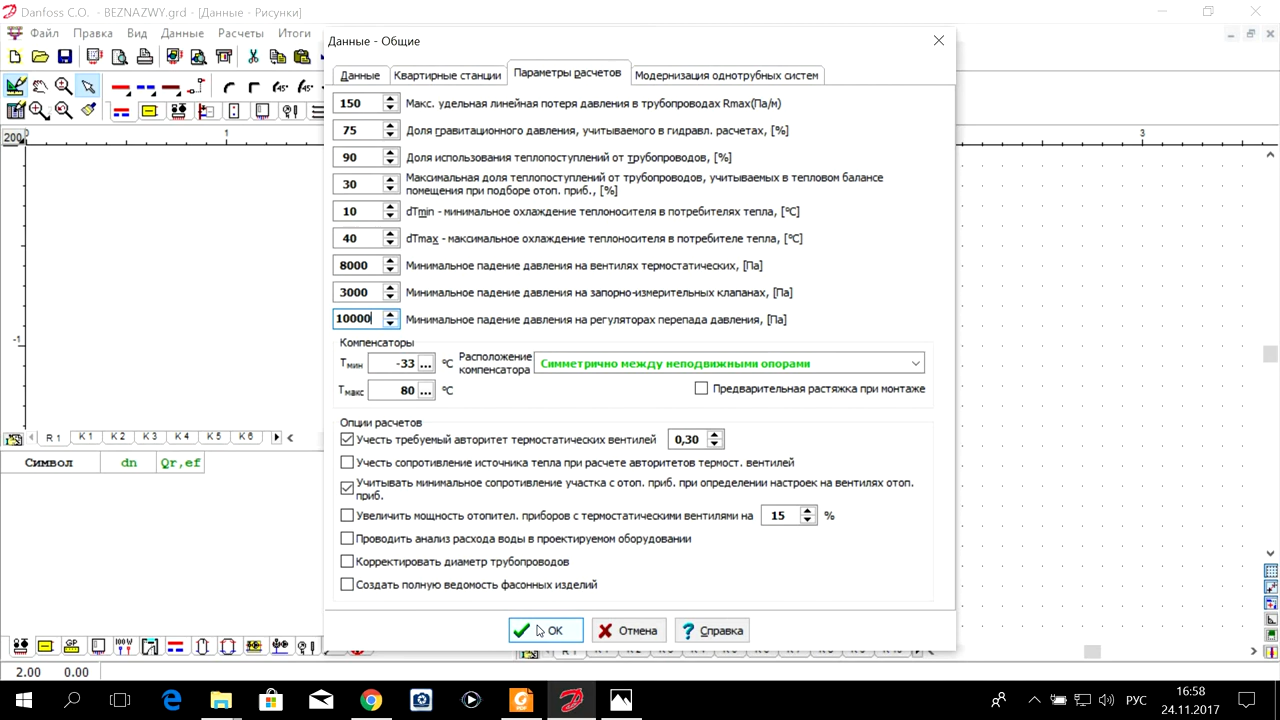 Danfoss C.O. - BEZNAZWY.grd - [Данные - Рисунки]
Файл Правка Вид Данные Расчеты Итоги
Данные - Общие
Данные Квартирные станции Параметры расчетов Модернизация однотрубных систем
150 Макс. удельная линейная потеря давления в трубопроводах Rmax(Па/м)
75 Доля гравитационного давления, учитываемого в гидравл. расчетах, [%]
90 Доля использования теплопоступлений от трубопроводов, [%]
30 Максимальная доля теплопоступлений от трубопроводов, учитываемых в тепловом балансе
помещения при подборе отоп. приб., [%]
10 dTmin - минимальное охлаждение теплоносителя в потребителях тепла, [°C]
40 dTmax - максимальное охлаждение теплоносителя в потребителе тепла, [°C]
8000 Минимальное падение давления на вентилях термостатических, [Па]
3000 Минимальное падение давления на запорно-измерительных клапанах, [Па]
10000 Минимальное падение давления на регуляторах перепада давления, [Па]
Компенсаторы
Tмин -33 ... °C Расположение компенсатора Симметрично между неподвижными опорами
Tмакс 80 ... °C Предварительная растяжка при монтаже
Опции расчетов
Учесть требуемый авторитет термостатических вентилей 0,30
Учесть сопротивление источника тепла при расчете авторитетов термост. вентилей
Учитывать минимальное сопротивление участка с отоп. приб. при определении настроек на вентилях отоп.
приб.
Увеличить мощность отопител. приборов с термостатическими вентилями на 15 %
Проводить анализ расхода воды в проектируемом оборудовании
Корректировать диаметр трубопроводов
Создать полную ведомость фасонных изделий
OK Отмена Справка
200
1
3
-1
R 1 K 1 K 2 K 3 K 4 K 5 K 6
Символ dn Qr,ef
2.00 0.00
РУС
16:58
24.11.2017